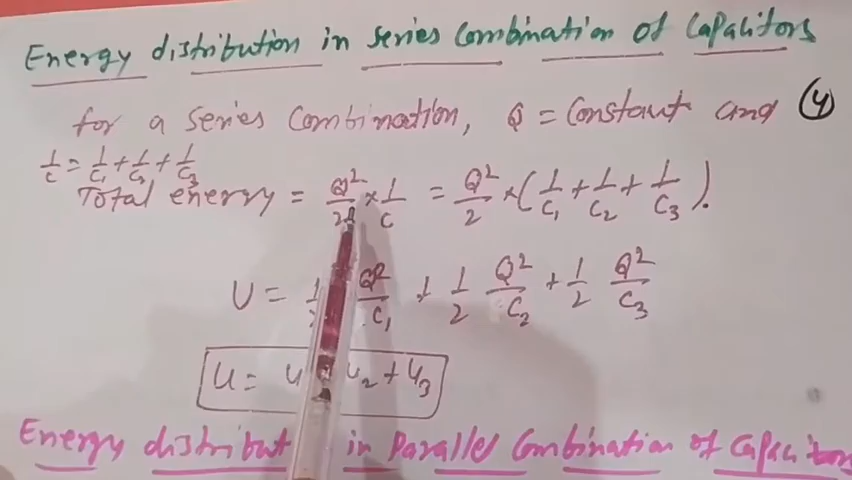 Energy distribution in series Combination of Capacitors
for a series Combination, Q = Constant and (4)
1/c = 1/C1 + 1/C2 + 1/C3
Total energy = Q²/2 × 1/C = Q²/2 × (1/C1 + 1/C2 + 1/C3).
U = Q²/C1 + 1/2 Q²/C2 + 1/2 Q²/C3
U = U2 + U3
Energy in Parallel Combination of Capacitors